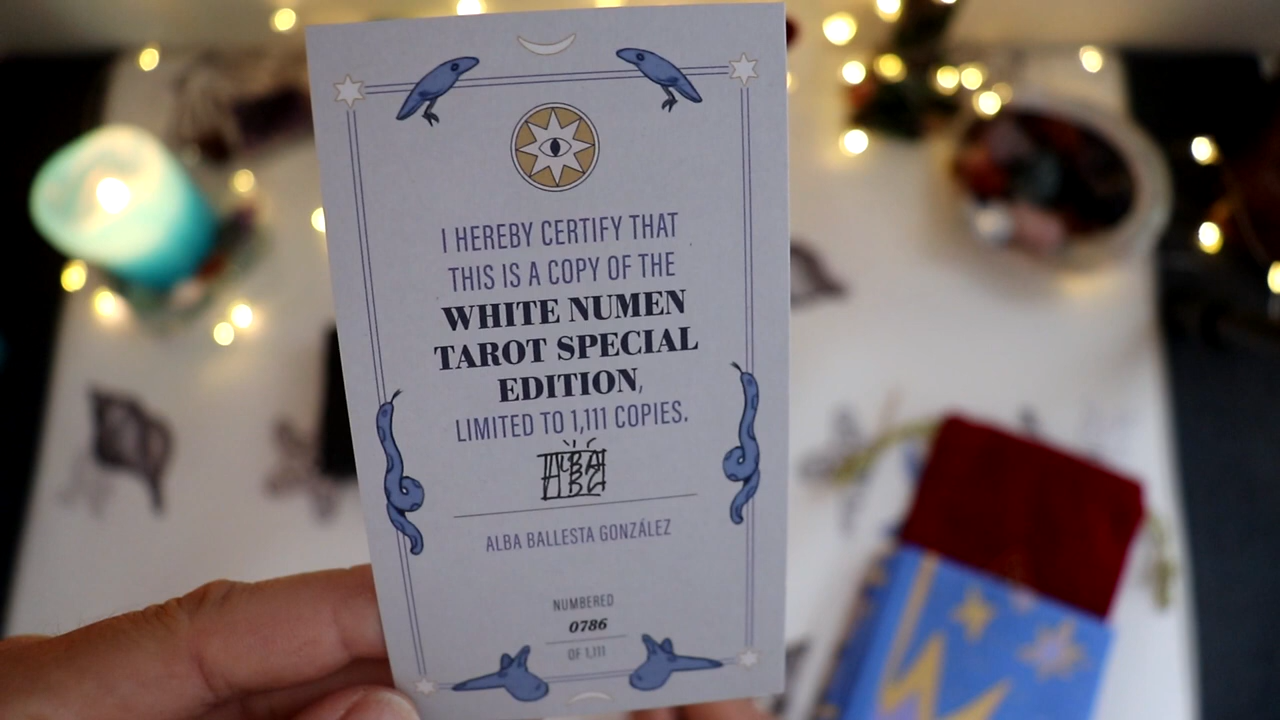 I HEREBY CERTIFY THAT
THIS IS A COPY OF THE
WHITE NUMEN
TAROT SPECIAL
EDITION,
LIMITED TO 1,111 COPIES.
ALBA BALLESTA GONZÁLEZ
NUMBERED
0786
OF 1,111